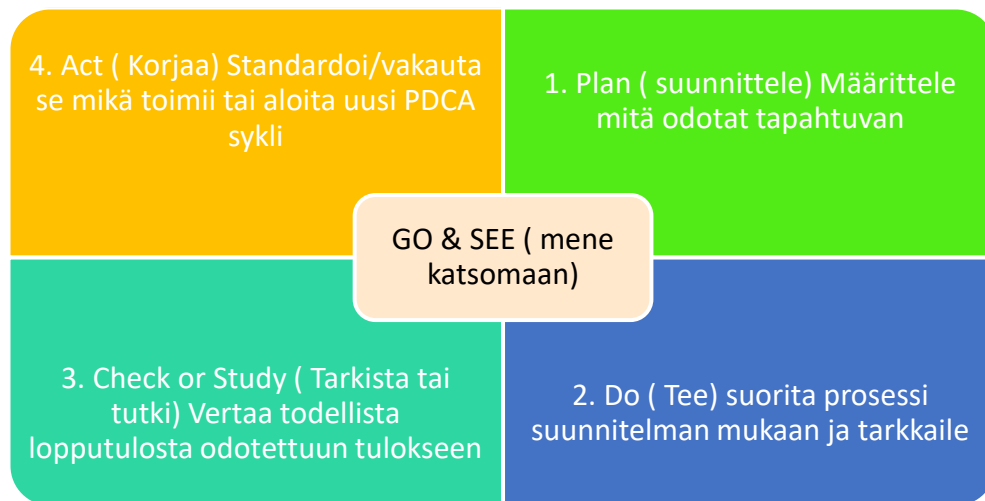 4. Act ( Korjaa) Standardoi/vakauta
se mikä toimii tai aloita uusi PDCA
sykli
1. Plan ( suunnittele) Määrittele
mitä odotat tapahtuvan
GO & SEE ( mene
katsomaan)
3. Check or Study ( Tarkista tai
tutki) Vertaa todellista
lopputulosta odotettuun tulokseen
2. Do ( Tee) suorita prosessi
suunnitelman mukaan ja tarkkaile